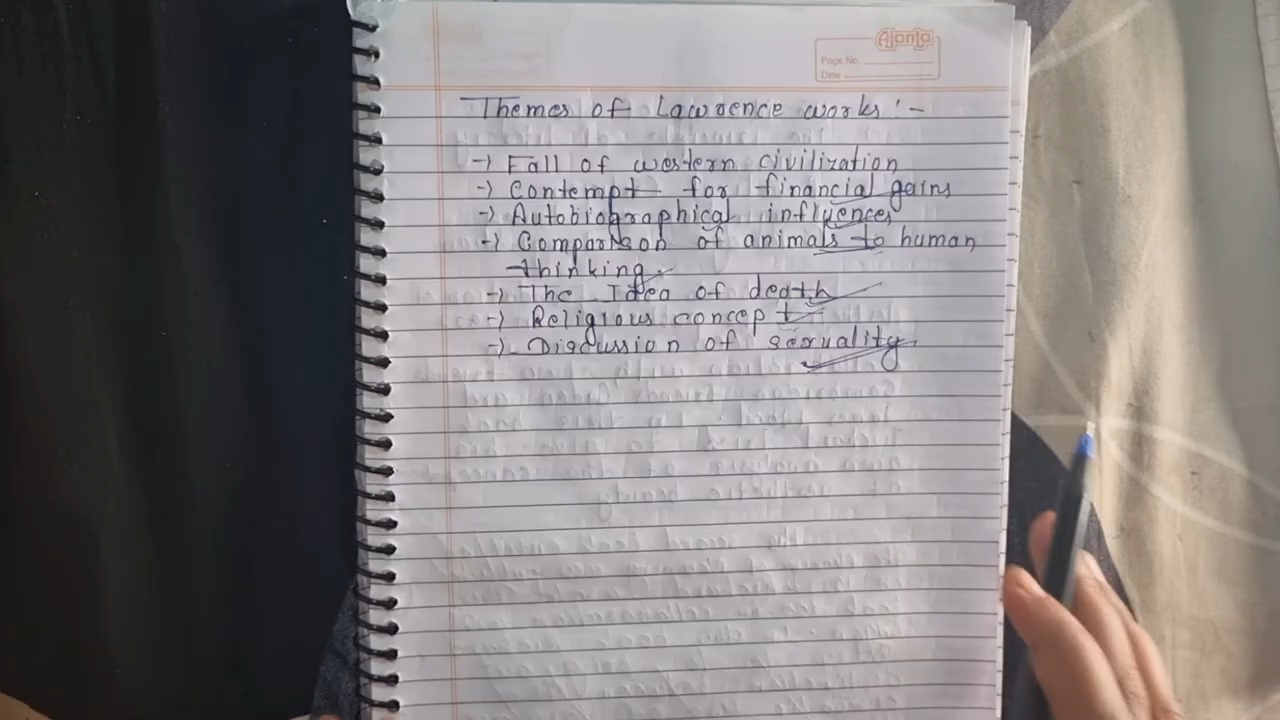 Ajanta
Page No.
Date
Themes of Lawrence works :-
-> Fall of western civilization
-> Contempt for financial gains
-> Autobiographical influences
-> Comparison of animals to human
thinking
-> The Idea of death
-> Religious concept
-> Discussion of sexuality